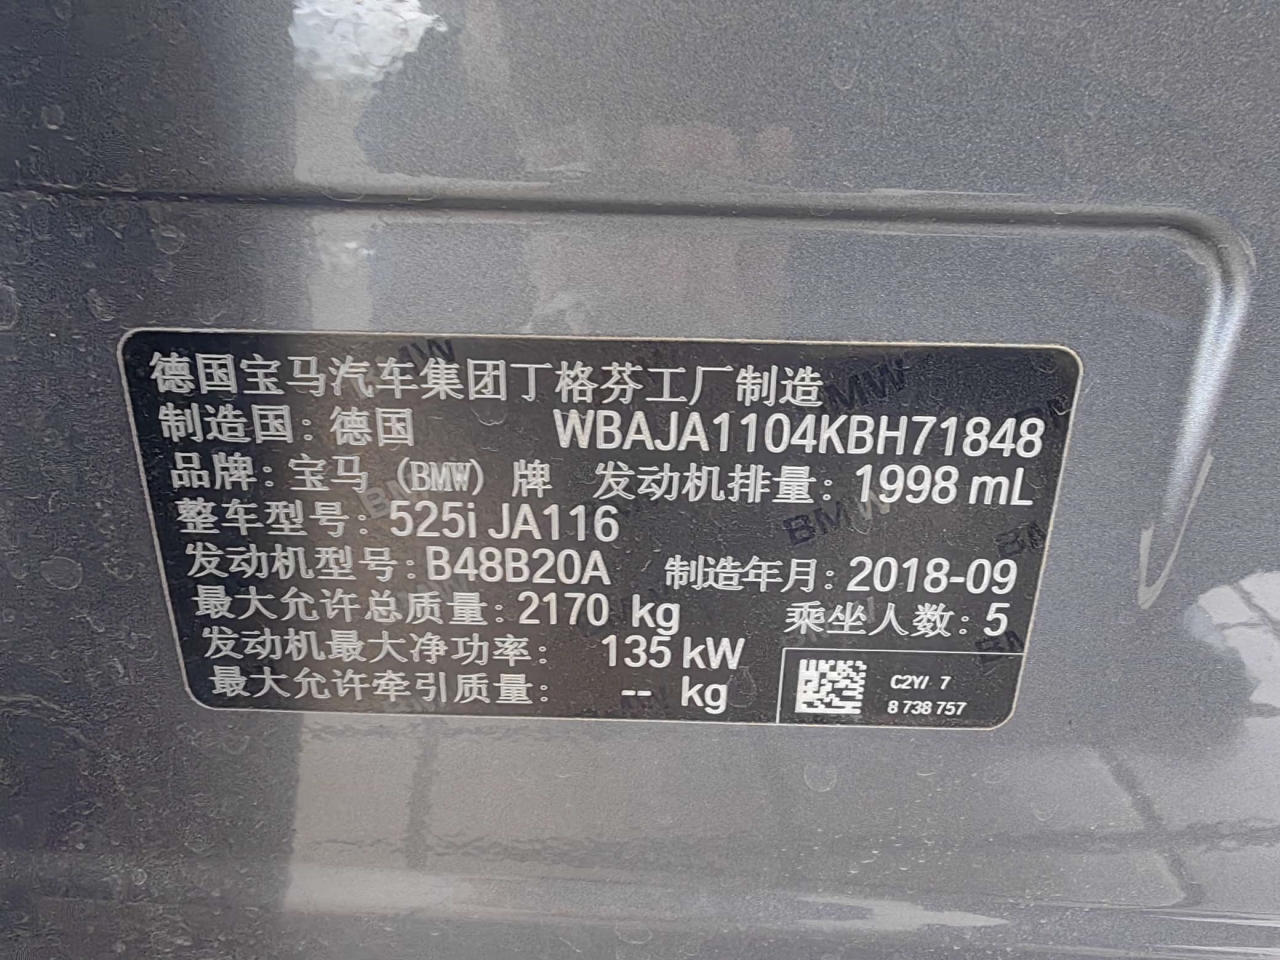 德国宝马汽车集团丁格芬工厂制造
制造国：德国 WBAJA1104KBH71848
品牌：宝马 (BMW) 牌 发动机排量：1998 mL
整车型号：525i JA116
发动机型号：B48B20A 制造年月：2018-09
最大允许总质量：2170 kg 乘坐人数：5
发动机最大净功率： 135 kW
最大允许牵引质量： -- kg
C2Y/ 7
8 738 757